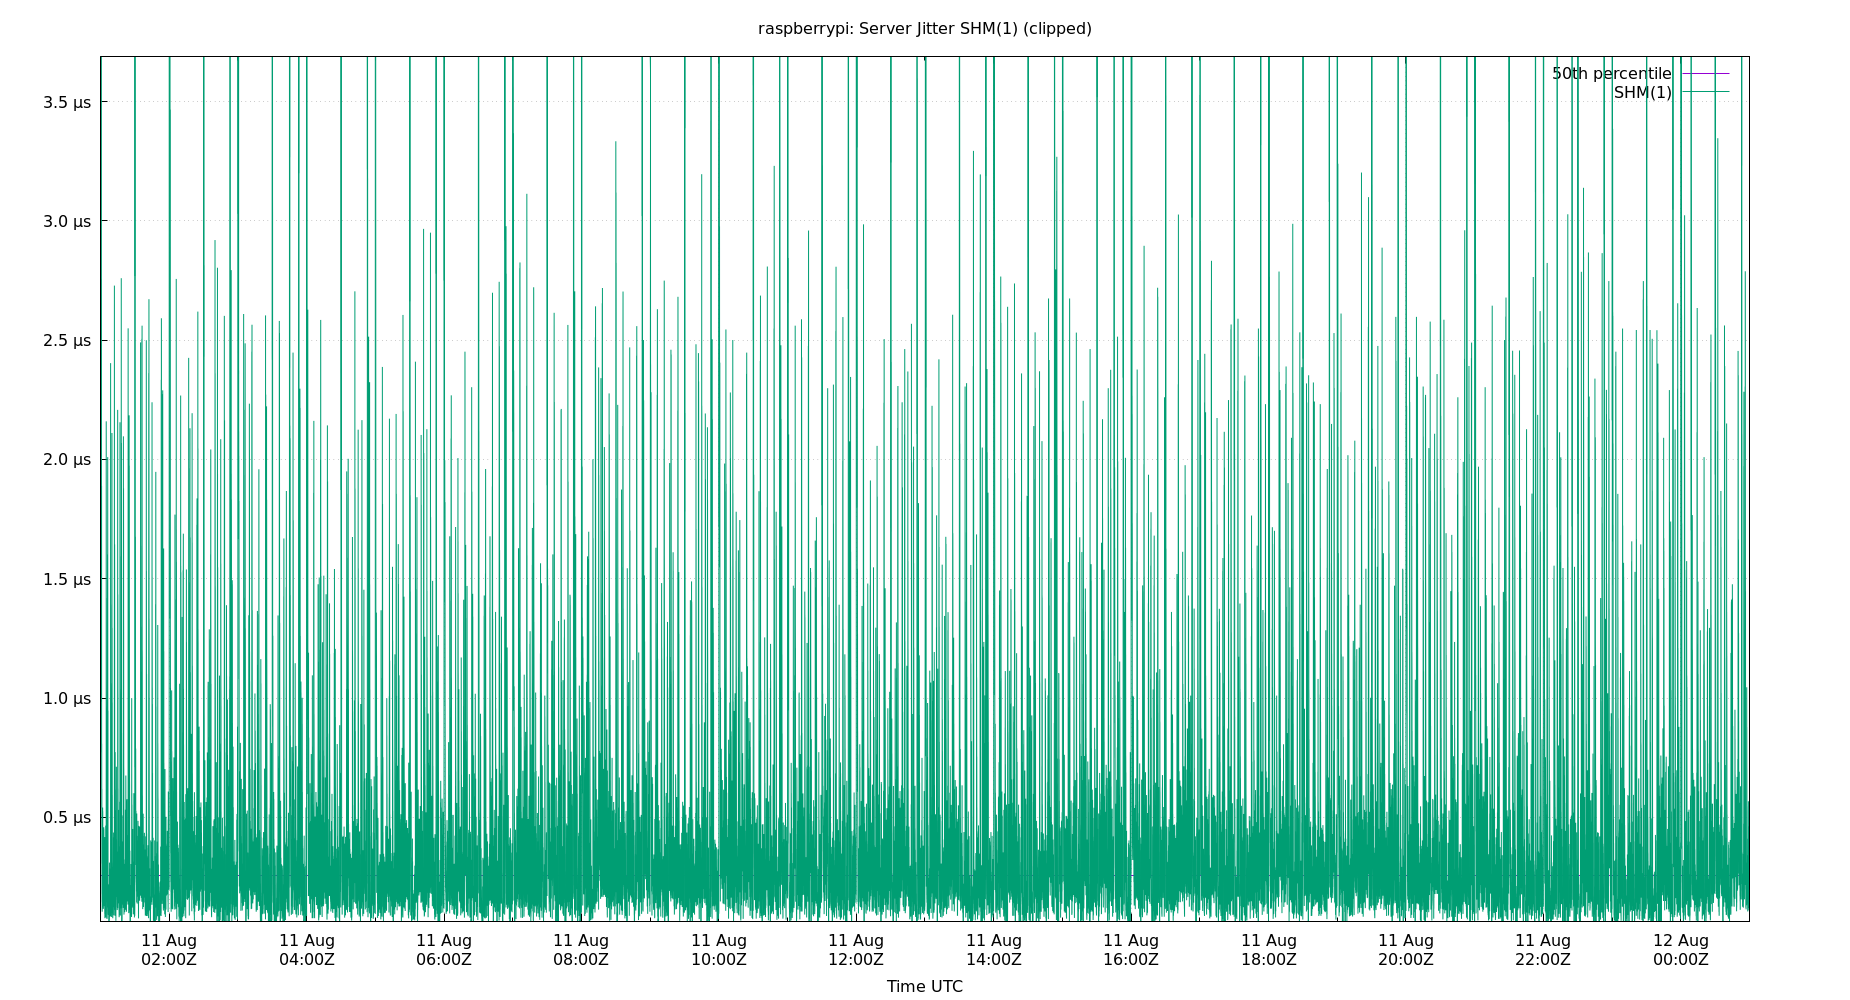 raspberrypi: Server Jitter SHM(1) (clipped)
50th percentile
SHM(1)
3.5 µs
3.0 µs
2.5 µs
2.0 µs
1.5 µs
1.0 µs
0.5 µs
11 Aug 11 Aug 11 Aug 11 Aug 11 Aug 11 Aug 11 Aug 11 Aug 11 Aug 11 Aug 11 Aug 12 Aug
02:00Z 04:00Z 06:00Z 08:00Z 10:00Z 12:00Z 14:00Z 16:00Z 18:00Z 20:00Z 22:00Z 00:00Z
Time UTC